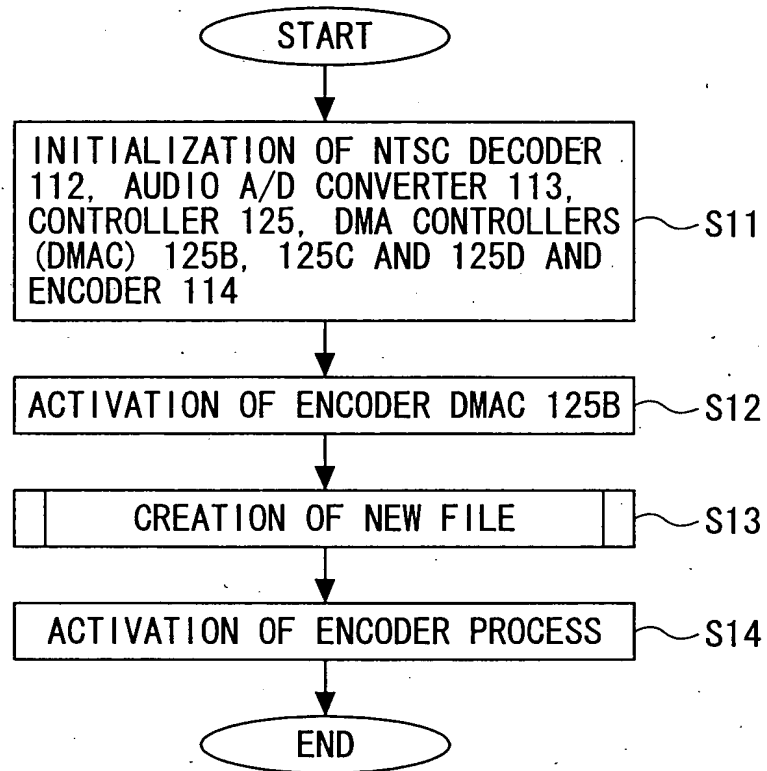 START
INITIALIZATION OF NTSC DECODER
112, AUDIO A/D CONVERTER 113,
CONTROLLER 125, DMA CONTROLLERS
(DMAC) 125B, 125C AND 125D AND
ENCODER 114
S11
ACTIVATION OF ENCODER DMAC 125B
S12
CREATION OF NEW FILE
S13
ACTIVATION OF ENCODER PROCESS
S14
END